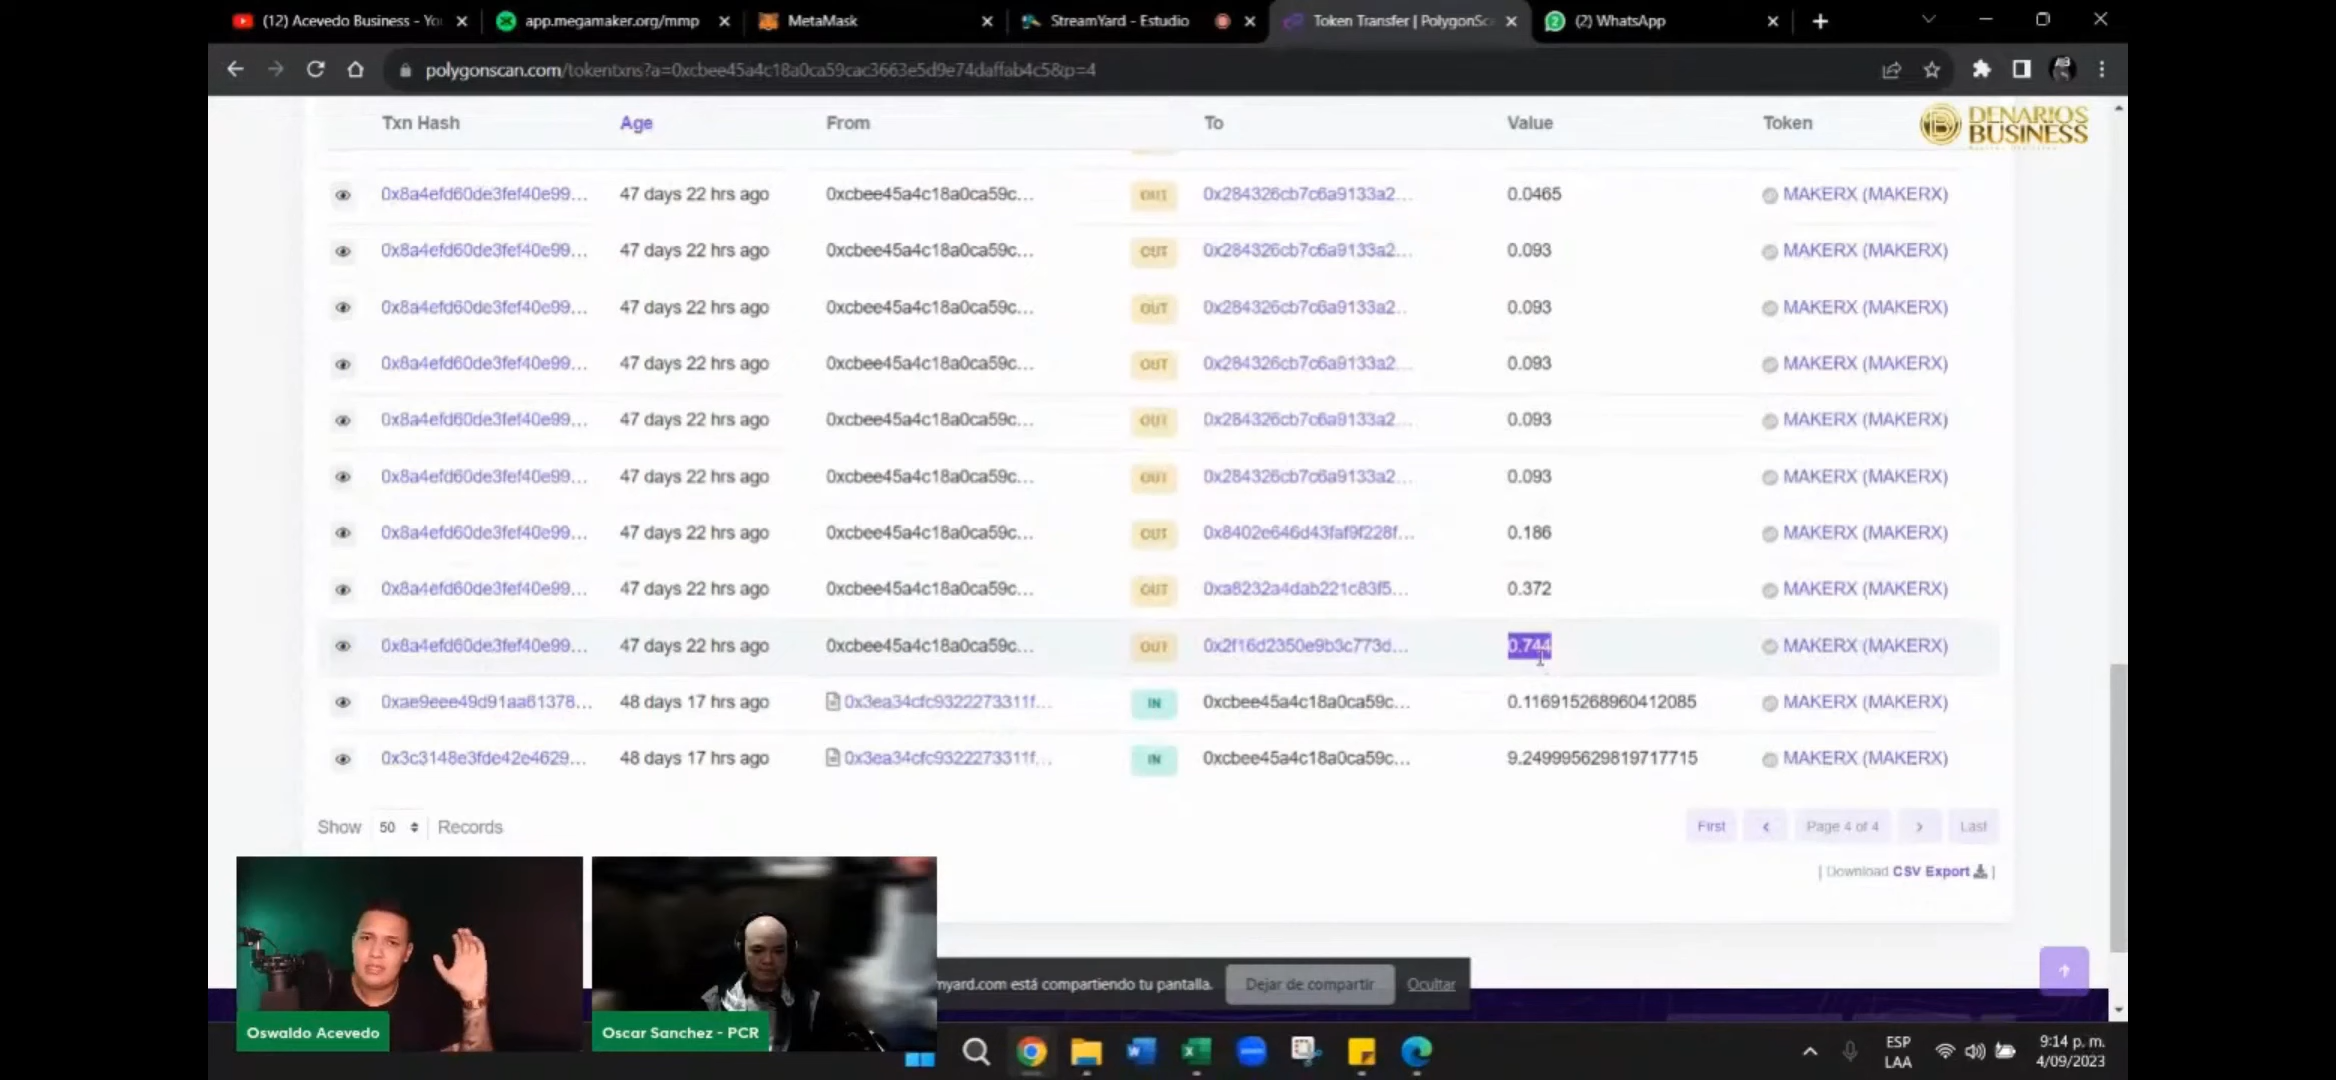 (12) Acevedo Business - Yo
app.megamaker.org/mmp
MetaMask
StreamYard - Estudio
Token Transfer | PolygonSc
(2) WhatsApp
polygonscan.com/tokentxns?a=0xcbee45a4c18a0ca59cac3663e5d9e74daffab4c5&p=4
Txn Hash Age From To Value Token
DENARIOS
BUSINESS
0x8a4efd60de3fef40e99... 47 days 22 hrs ago 0xcbee45a4c18a0ca59c... OUT 0x284326cb7c6a9133a2... 0.0465 MAKERX (MAKERX)
0x8a4efd60de3fef40e99... 47 days 22 hrs ago 0xcbee45a4c18a0ca59c... OUT 0x284326cb7c6a9133a2... 0.093 MAKERX (MAKERX)
0x8a4efd60de3fef40e99... 47 days 22 hrs ago 0xcbee45a4c18a0ca59c... OUT 0x284326cb7c6a9133a2... 0.093 MAKERX (MAKERX)
0x8a4efd60de3fef40e99... 47 days 22 hrs ago 0xcbee45a4c18a0ca59c... OUT 0x284326cb7c6a9133a2... 0.093 MAKERX (MAKERX)
0x8a4efd60de3fef40e99... 47 days 22 hrs ago 0xcbee45a4c18a0ca59c... OUT 0x284326cb7c6a9133a2... 0.093 MAKERX (MAKERX)
0x8a4efd60de3fef40e99... 47 days 22 hrs ago 0xcbee45a4c18a0ca59c... OUT 0x284326cb7c6a9133a2... 0.093 MAKERX (MAKERX)
0x8a4efd60de3fef40e99... 47 days 22 hrs ago 0xcbee45a4c18a0ca59c... OUT 0x8402e646d43faf9f228f... 0.186 MAKERX (MAKERX)
0x8a4efd60de3fef40e99... 47 days 22 hrs ago 0xcbee45a4c18a0ca59c... OUT 0xa8232a4dab221c83f5... 0.372 MAKERX (MAKERX)
0x8a4efd60de3fef40e99... 47 days 22 hrs ago 0xcbee45a4c18a0ca59c... OUT 0x2f16d2350e9b3c773d... 0.744 MAKERX (MAKERX)
0xae9eee49d91aa61378... 48 days 17 hrs ago 0x3ea34cfc9322273311f... IN 0xcbee45a4c18a0ca59c... 0.116915268960412085 MAKERX (MAKERX)
0x3c3148e3fde42e4629... 48 days 17 hrs ago 0x3ea34cfc9322273311f... IN 0xcbee45a4c18a0ca59c... 9.249995629819717715 MAKERX (MAKERX)
Show 50 Records
First < Page 4 of 4 > Last
[ Download CSV Export ]
myard.com está compartiendo tu pantalla. Dejar de compartir Ocultar
Oswaldo Acevedo
Oscar Sanchez - PCR
ESP
LAA
9:14 p. m.
4/09/2023